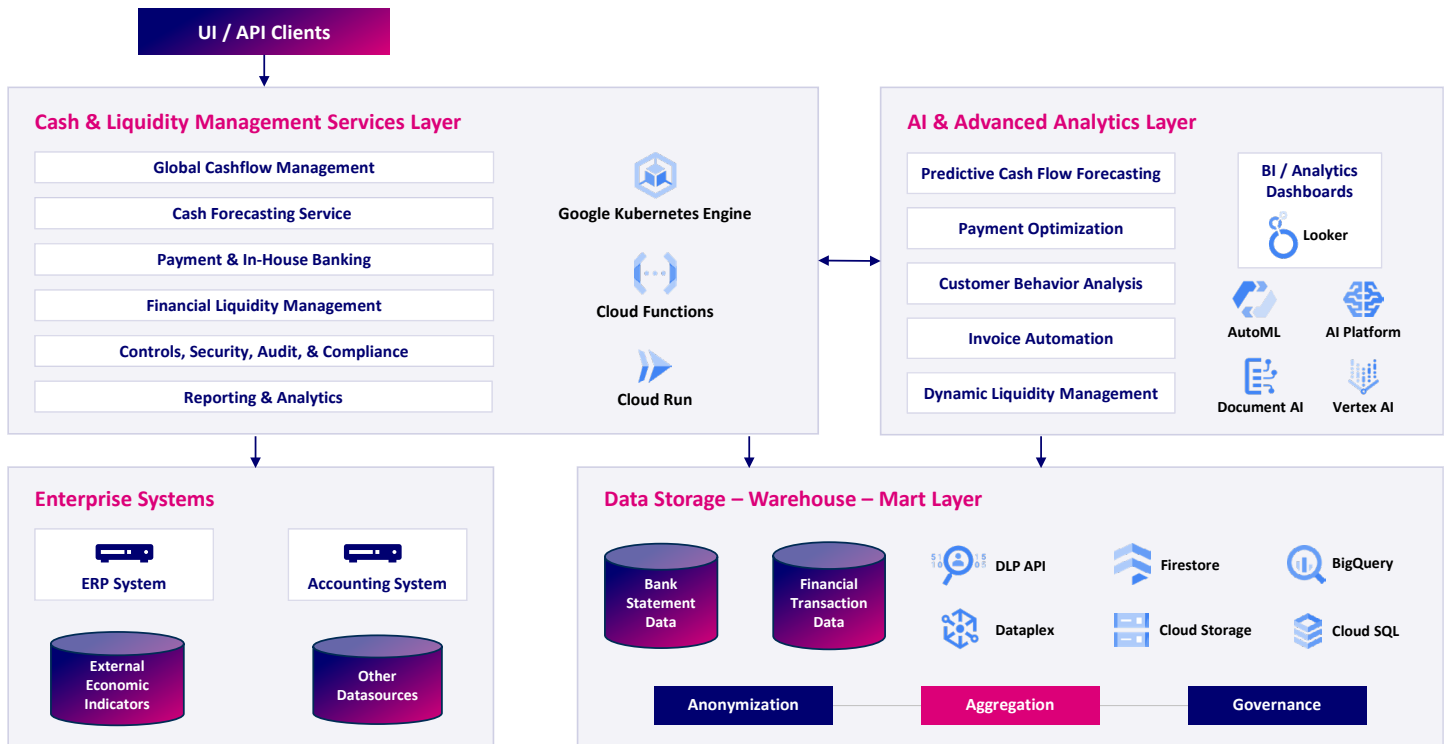 UI / API Clients
Cash & Liquidity Management Services Layer
Global Cashflow Management
Cash Forecasting Service
Payment & In-House Banking
Financial Liquidity Management
Controls, Security, Audit, & Compliance
Reporting & Analytics
Google Kubernetes Engine
Cloud Functions
Cloud Run
AI & Advanced Analytics Layer
Predictive Cash Flow Forecasting
Payment Optimization
Customer Behavior Analysis
Invoice Automation
Dynamic Liquidity Management
BI / Analytics
Dashboards
Looker
AutoML
AI Platform
Document AI
Vertex AI
Enterprise Systems
ERP System
Accounting System
External
Economic
Indicators
Other
Datasources
Data Storage – Warehouse – Mart Layer
Bank
Statement
Data
Financial
Transaction
Data
DLP API
Firestore
BigQuery
Dataplex
Cloud Storage
Cloud SQL
Anonymization
Aggregation
Governance